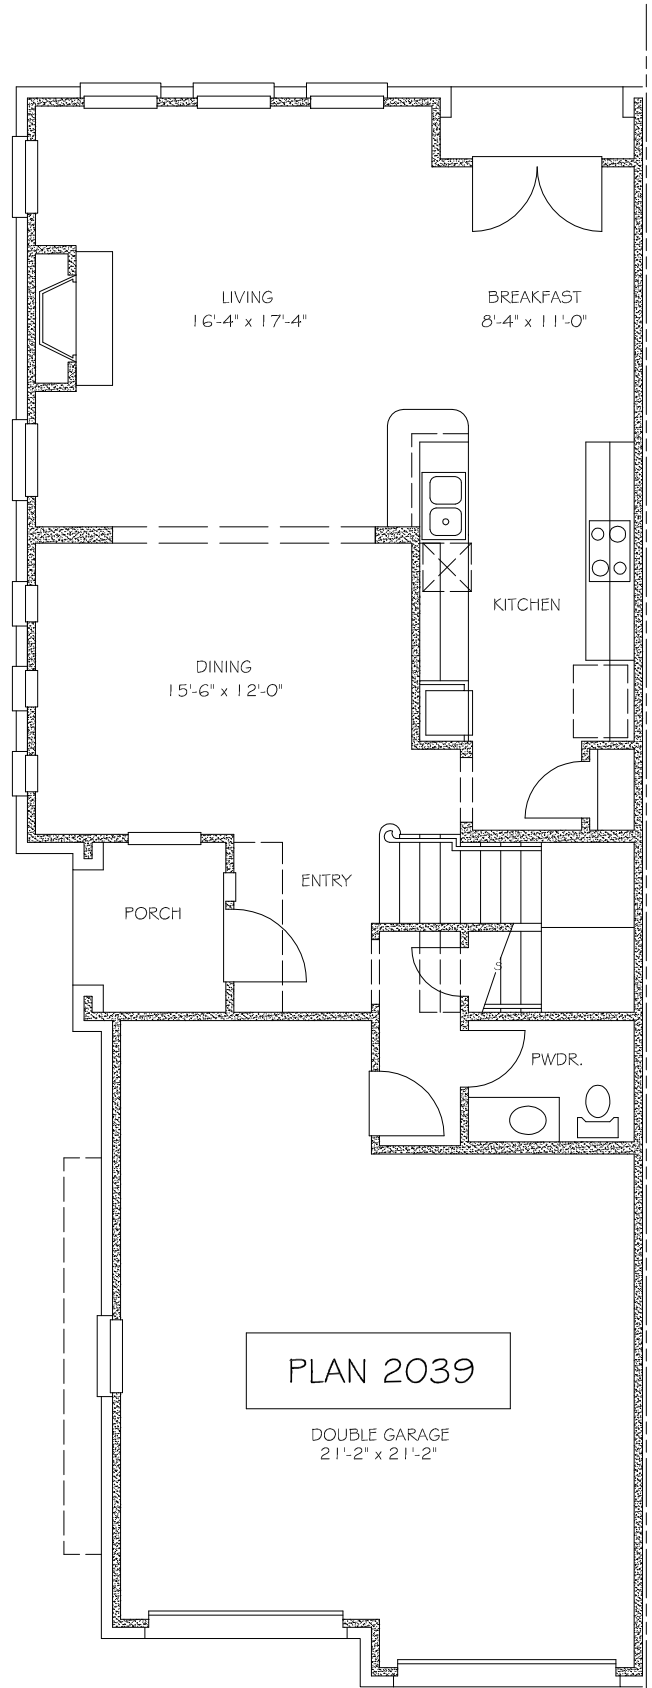 LIVING
16'-4" x 17'-4"
BREAKFAST
8'-4" x 11'-0"
KITCHEN
DINING
15'-6" x 12'-0"
ENTRY
PORCH
S
PWDR.
PLAN 2039
DOUBLE GARAGE
21'-2" x 21'-2"